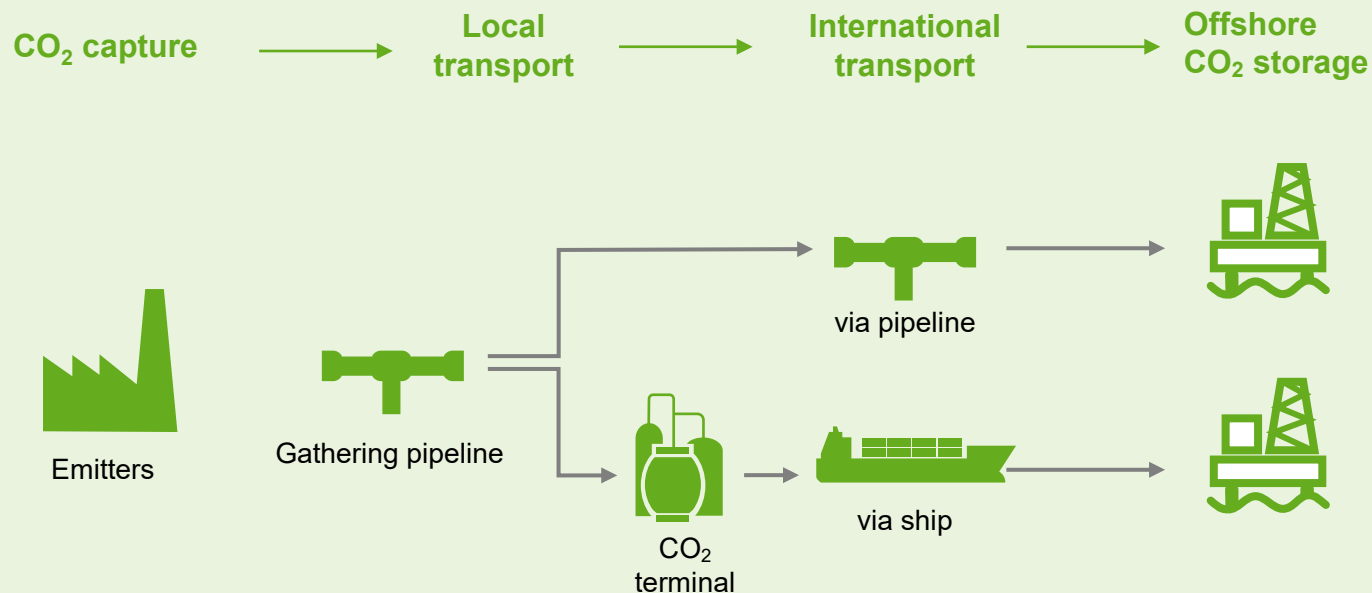 CO₂ capture
Local
transport
International
transport
Offshore
CO₂ storage
via pipeline
Emitters
Gathering pipeline
via ship
CO₂
terminal